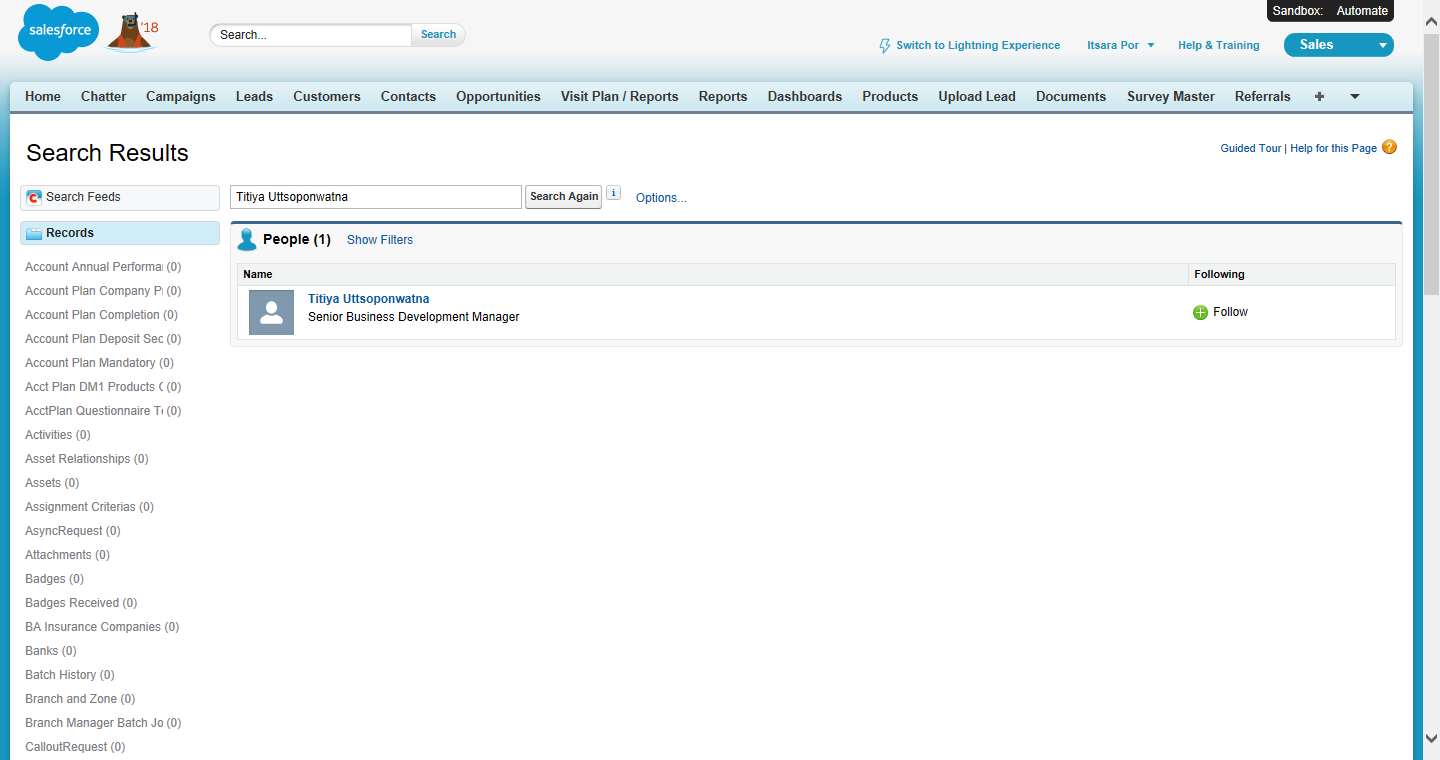 Sandbox: Automate
salesforce
'18
Search...
Search
Switch to Lightning Experience
Itsara Por
Help & Training
Sales
Home Chatter Campaigns Leads Customers Contacts Opportunities Visit Plan / Reports Reports Dashboards Products Upload Lead Documents Survey Master Referrals +
Search Results
Guided Tour | Help for this Page ?
Search Feeds
Records
Account Annual Performa (0)
Account Plan Company P (0)
Account Plan Completion (0)
Account Plan Deposit Sec (0)
Account Plan Mandatory (0)
Acct Plan DM1 Products (0)
AcctPlan Questionnaire Te (0)
Activities (0)
Asset Relationships (0)
Assets (0)
Assignment Criterias (0)
AsyncRequest (0)
Attachments (0)
Badges (0)
Badges Received (0)
BA Insurance Companies (0)
Banks (0)
Batch History (0)
Branch and Zone (0)
Branch Manager Batch Jo (0)
CalloutRequest (0)
Titiya Uttsoponwatna
Search Again
i
Options...
People (1)
Show Filters
Name Following
Titiya Uttsoponwatna
Senior Business Development Manager
Follow